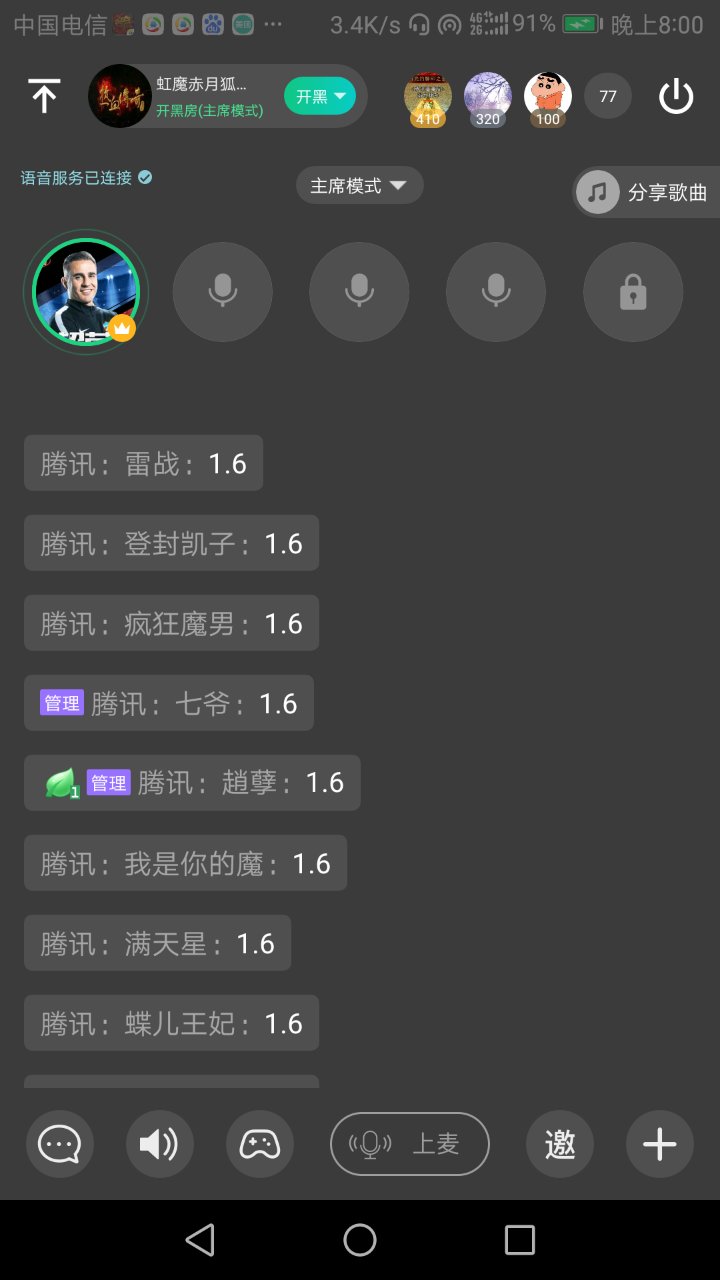 中国电信
3.4K/s
4G
2G
91%
晚上8:00
虹魔赤月狐...
开黑房(主席模式)
开黑
410
320
100
77
语音服务已连接
主席模式
分享歌曲
腾讯：雷战：1.6
腾讯：登封凯子：1.6
腾讯：疯狂魔男：1.6
管理 腾讯：七爷：1.6
1 管理 腾讯：趙孽：1.6
腾讯：我是你的魔：1.6
腾讯：满天星：1.6
腾讯：蝶儿王妃：1.6
上麦
邀